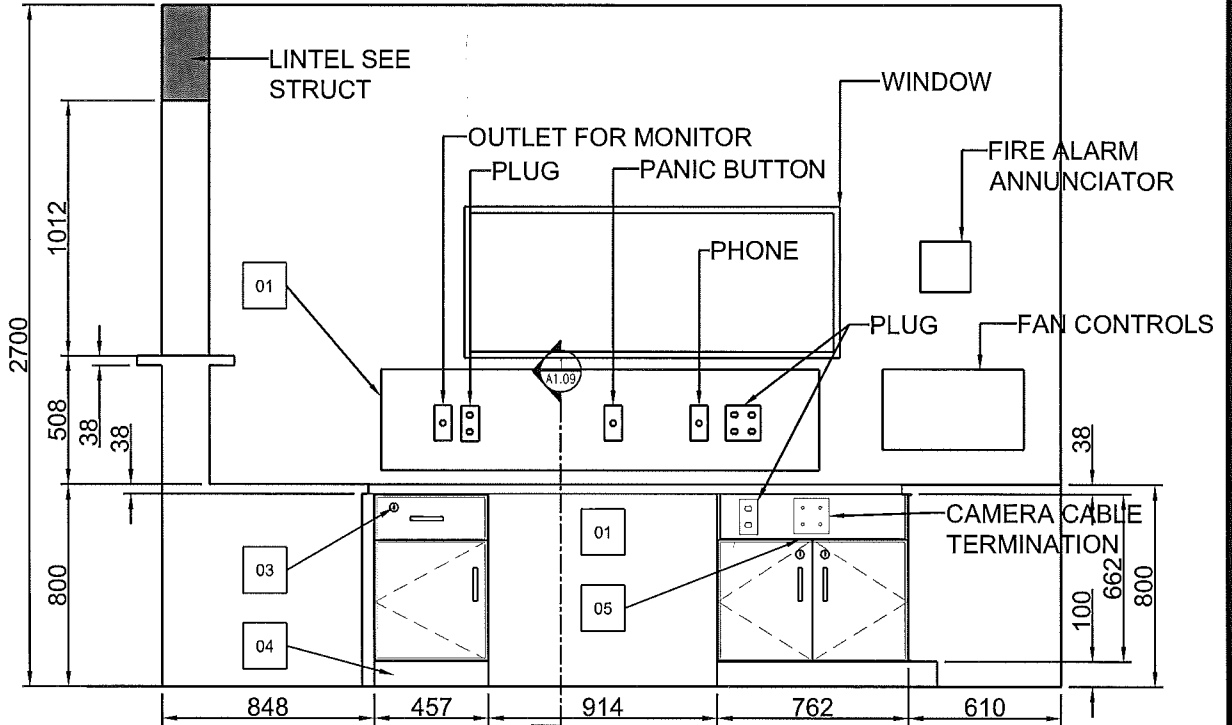 LINTEL SEE
STRUCT
WINDOW
OUTLET FOR MONITOR
FIRE ALARM
ANNUNCIATOR
PLUG
PANIC BUTTON
PHONE
01
PLUG
FAN CONTROLS
1
A1.09
2700
1012
508
38
38
800
38
CAMERA CABLE
TERMINATION
03
01
05
04
100
662
800
848
457
914
762
610